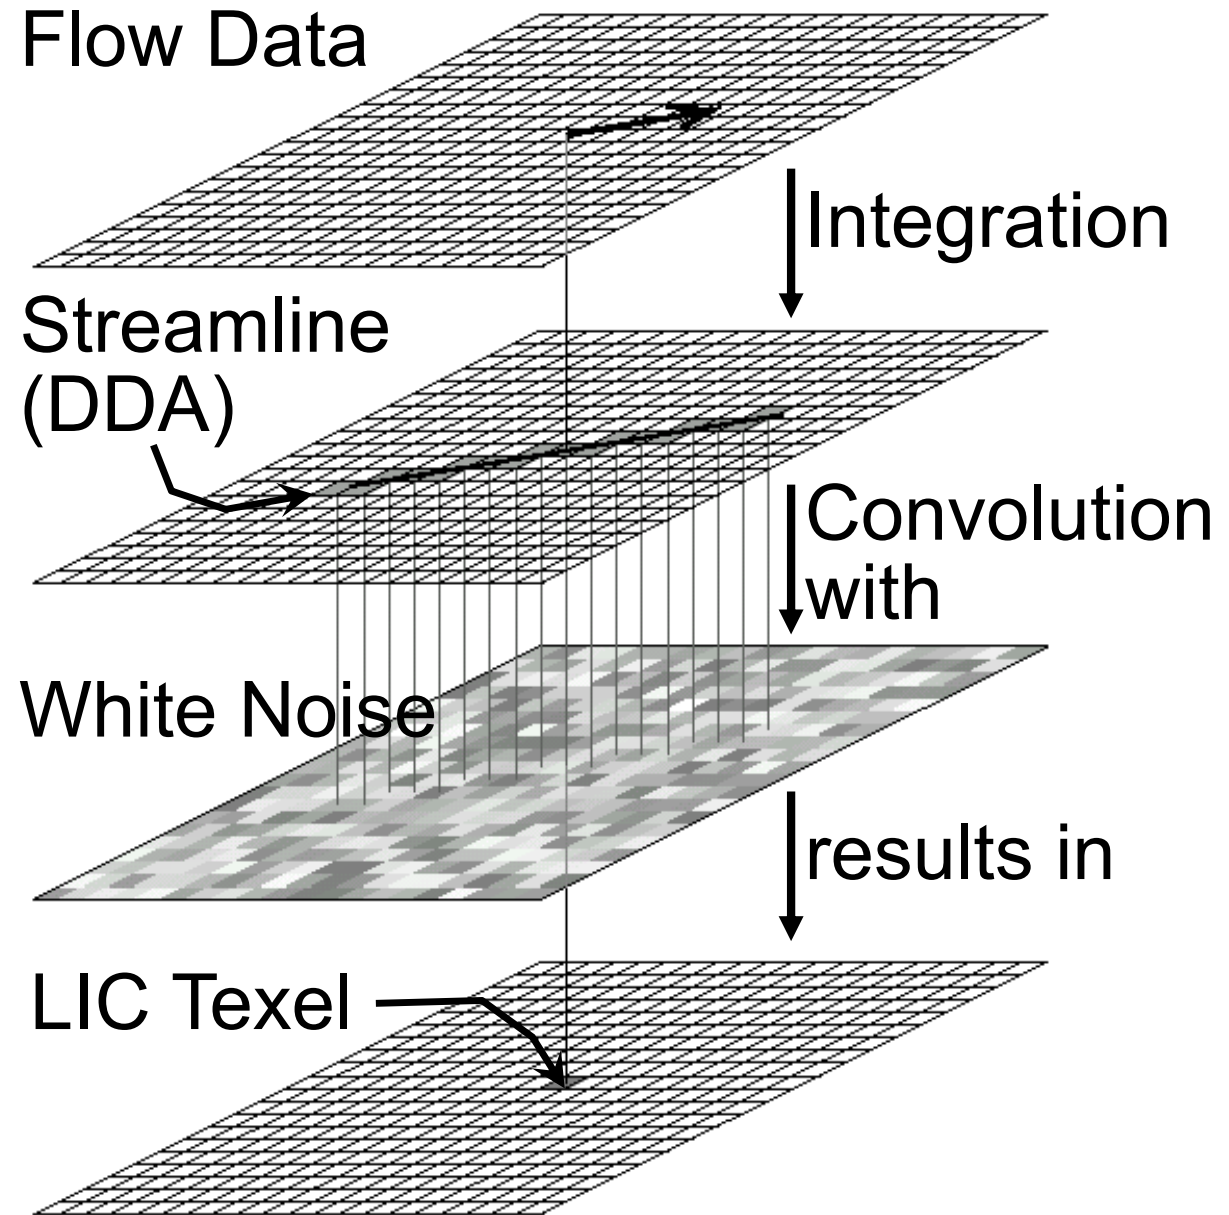 Flow Data
Integration
Streamline
(DDA)
Convolution
with
White Noise
results in
LIC Texel